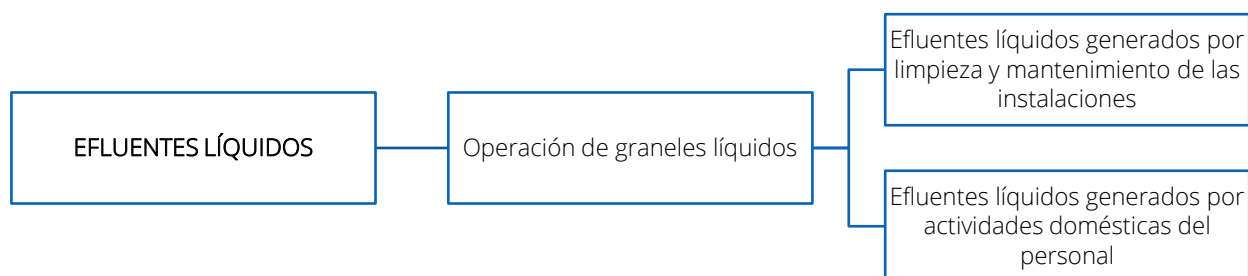 EFLUENTES LÍQUIDOS
Operación de graneles líquidos
Efluentes líquidos generados por
limpieza y mantenimiento de las
instalaciones
Efluentes líquidos generados por
actividades domésticas del
personal